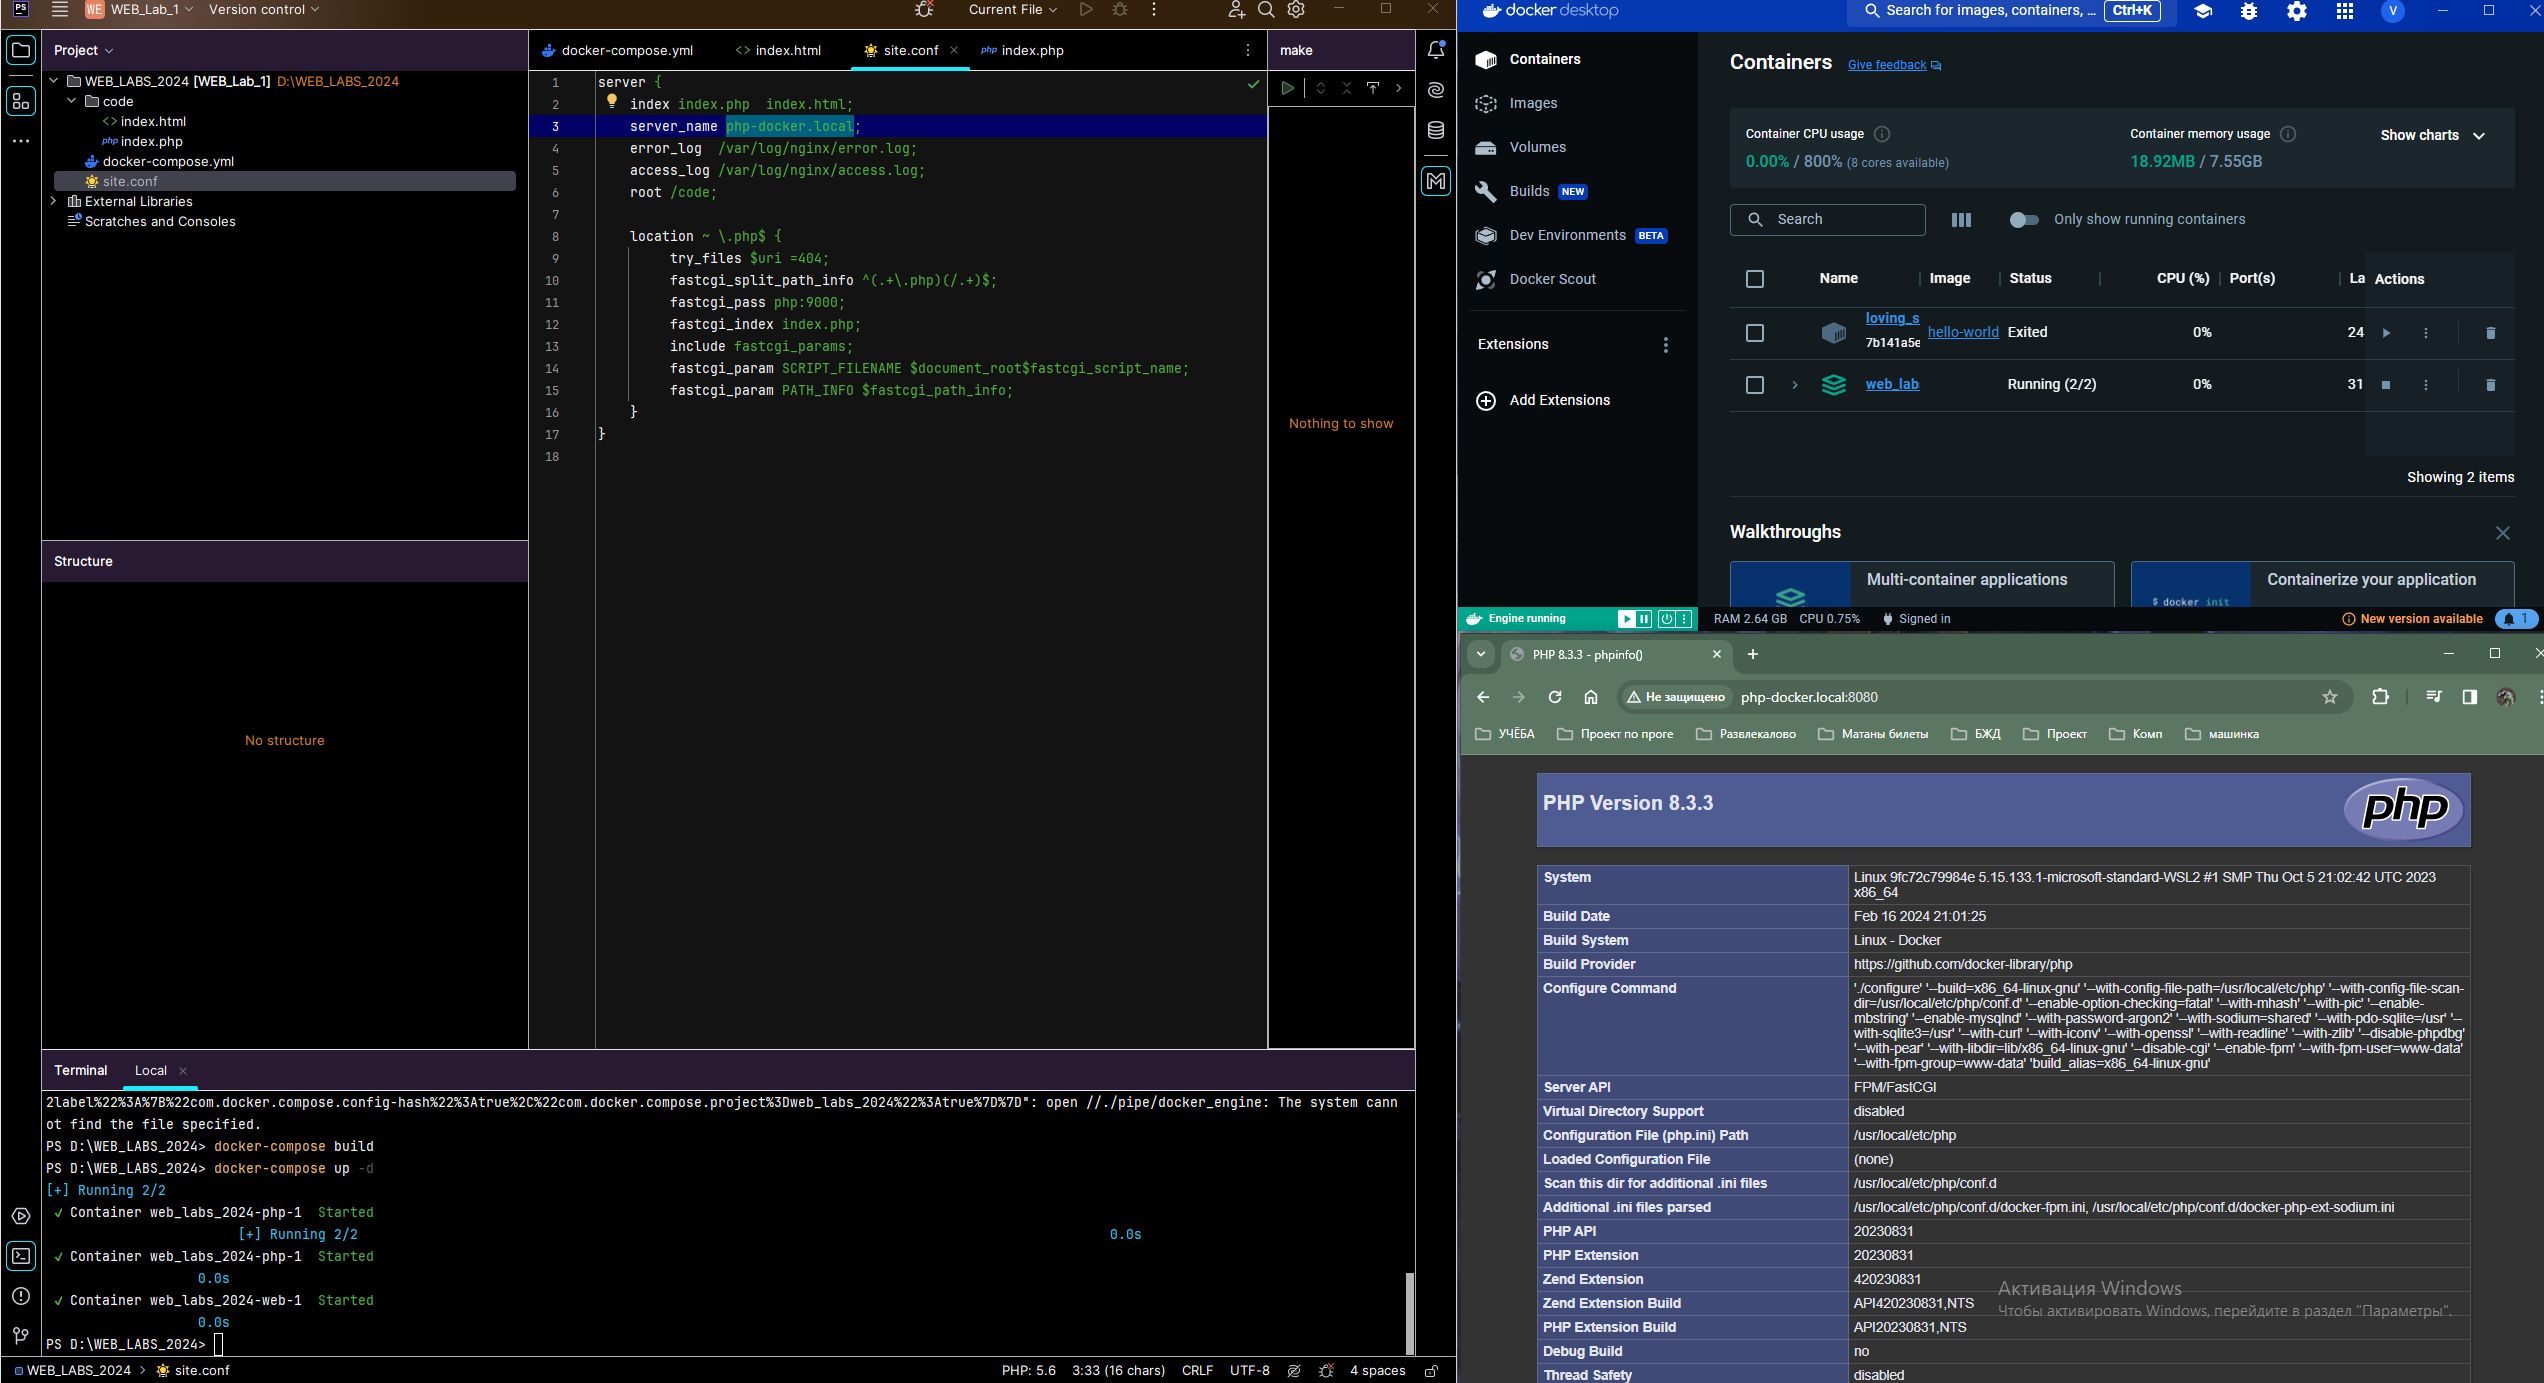 PS
WE WEB_Lab_1 Version control Current File
Project
WEB_LABS_2024 [WEB_Lab_1] D:\WEB_LABS_2024
code
<> index.html
php index.php
docker-compose.yml
site.conf
External Libraries
Scratches and Consoles
Structure
No structure
docker-compose.yml <> index.html site.conf × php index.php
1 server {
2 index index.php  index.html;
3 server_name php-docker.local;
4 error_log  /var/log/nginx/error.log;
5 access_log /var/log/nginx/access.log;
6 root /code;
7
8 location ~ \.php$ {
9 try_files $uri =404;
10 fastcgi_split_path_info ^(.+\.php)(/.+)$;
11 fastcgi_pass php:9000;
12 fastcgi_index index.php;
13 include fastcgi_params;
14 fastcgi_param SCRIPT_FILENAME $document_root$fastcgi_script_name;
15 fastcgi_param PATH_INFO $fastcgi_path_info;
16 }
17 }
18
make
Nothing to show
Terminal Local ×
2label%22%3A%7B%22com.docker.compose.config-hash%22%3Atrue%2C%22com.docker.compose.project%3Dweb_labs_2024%22%3Atrue%7D%7D": open //./pipe/docker_engine: The system cann
ot find the file specified.
PS D:\WEB_LABS_2024> docker-compose build
PS D:\WEB_LABS_2024> docker-compose up -d
[+] Running 2/2
✓ Container web_labs_2024-php-1  Started
[+] Running 2/2 0.0s
✓ Container web_labs_2024-php-1  Started
0.0s
✓ Container web_labs_2024-web-1  Started
0.0s
PS D:\WEB_LABS_2024>
WEB_LABS_2024 > site.conf PHP: 5.6 3:33 (16 chars) CRLF UTF-8 4 spaces
docker desktop Search for images, containers, ... Ctrl+K V
Containers
Images
Volumes
Builds NEW
Dev Environments BETA
Docker Scout
Extensions
Add Extensions
Containers Give feedback
Container CPU usage
0.00% / 800% (8 cores available)
Container memory usage
18.92MB / 7.55GB
Show charts
Search Only show running containers
Name Image Status CPU (%) Port(s) La Actions
loving_s
7b141a5e hello-world Exited 0% 24
web_lab Running (2/2) 0% 31
Showing 2 items
Walkthroughs
Multi-container applications
Containerize your application
$ docker init
Engine running RAM 2.64 GB CPU 0.75% Signed in New version available 1
PHP 8.3.3 - phpinfo()
Не защищено php-docker.local:8080
УЧЁБА Проект по проге Развлекалово Матаны билеты БЖД Проект Комп машинка
PHP Version 8.3.3
php
System Linux 9fc72c79984e 5.15.133.1-microsoft-standard-WSL2 #1 SMP Thu Oct 5 21:02:42 UTC 2023
x86_64
Build Date Feb 16 2024 21:01:25
Build System Linux - Docker
Build Provider https://github.com/docker-library/php
Configure Command './configure' '--build=x86_64-linux-gnu' '--with-config-file-path=/usr/local/etc/php' '--with-config-file-scan-
dir=/usr/local/etc/php/conf.d' '--enable-option-checking=fatal' '--with-mhash' '--with-pic' '--enable-
mbstring' '--enable-mysqlnd' '--with-password-argon2' '--with-sodium=shared' '--with-pdo-sqlite=/usr' '--
with-sqlite3=/usr' '--with-curl' '--with-iconv' '--with-openssl' '--with-readline' '--with-zlib' '--disable-phpdbg'
'--with-pear' '--with-libdir=lib/x86_64-linux-gnu' '--disable-cgi' '--enable-fpm' '--with-fpm-user=www-data'
'--with-fpm-group=www-data' 'build_alias=x86_64-linux-gnu'
Server API FPM/FastCGI
Virtual Directory Support disabled
Configuration File (php.ini) Path /usr/local/etc/php
Loaded Configuration File (none)
Scan this dir for additional .ini files /usr/local/etc/php/conf.d
Additional .ini files parsed /usr/local/etc/php/conf.d/docker-fpm.ini, /usr/local/etc/php/conf.d/docker-php-ext-sodium.ini
PHP API 20230831
PHP Extension 20230831
Zend Extension 420230831
Zend Extension Build API420230831,NTS
PHP Extension Build API20230831,NTS
Debug Build no
Thread Safety disabled
Активация Windows
Чтобы активировать Windows, перейдите в раздел "Параметры".